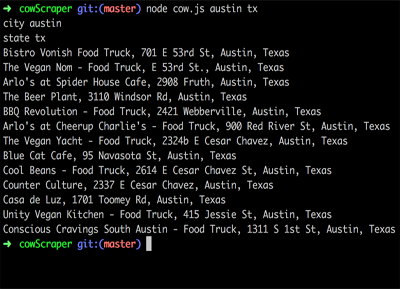 ➜ cowScraper git:(master) node cow.js austin tx
city austin
state tx
Bistro Vonish Food Truck, 701 E 53rd St, Austin, Texas
The Vegan Nom - Food Truck, E 53rd St., Austin, Texas
Arlo's at Spider House Cafe, 2908 Fruth, Austin, Texas
The Beer Plant, 3110 Windsor Rd, Austin, Texas
BBQ Revolution - Food Truck, 2421 Webberville, Austin, Texas
Arlo's at Cheerup Charlie's - Food Truck, 900 Red River St, Austin, Texas
The Vegan Yacht - Food Truck, 2324b E Cesar Chavez, Austin, Texas
Blue Cat Cafe, 95 Navasota St, Austin, Texas
Cool Beans - Food Truck, 2614 E Cesar Chavez St, Austin, Texas
Counter Culture, 2337 E Cesar Chavez, Austin, Texas
Casa de Luz, 1701 Toomey Rd, Austin, Texas
Unity Vegan Kitchen - Food Truck, 415 Jessie St, Austin, Texas
Conscious Cravings South Austin - Food Truck, 1311 S 1st St, Austin, Texas
➜ cowScraper git:(master)